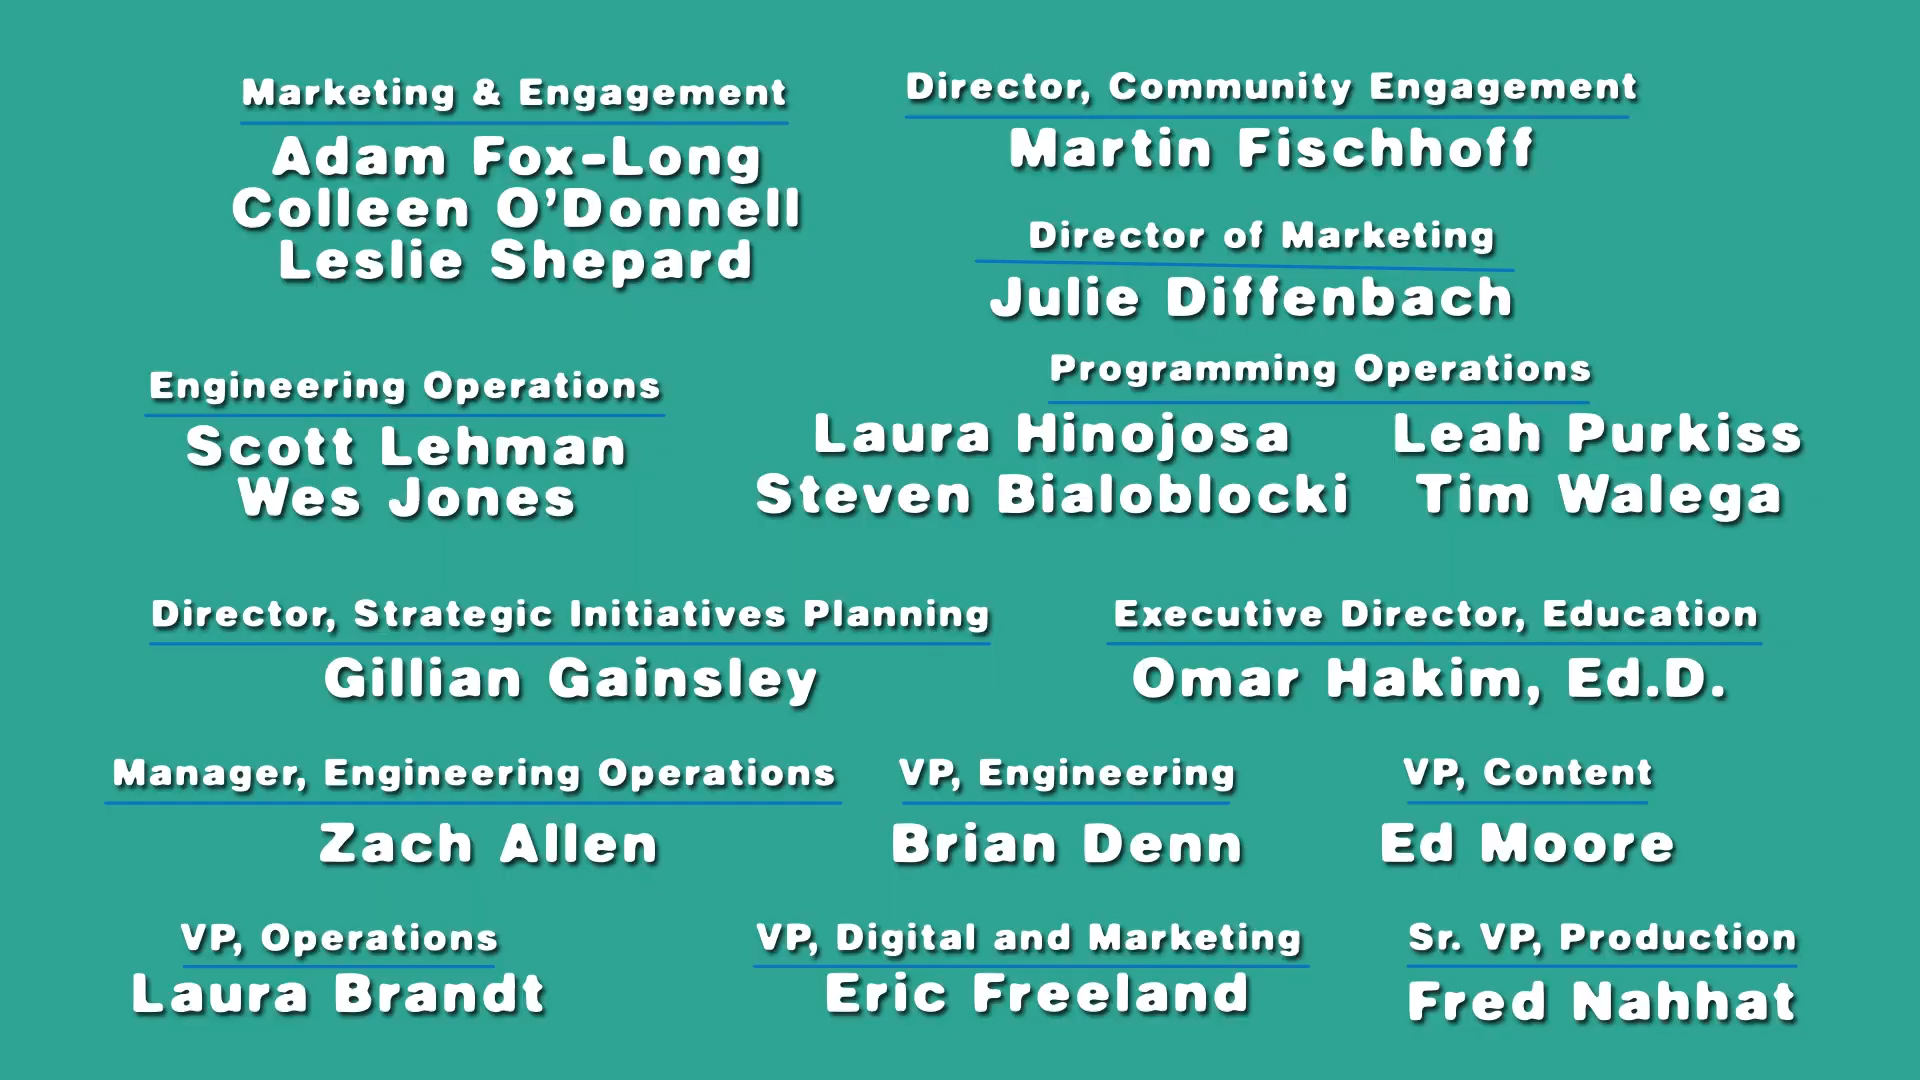 Marketing & Engagement
Adam Fox-Long
Colleen O’Donnell
Leslie Shepard
Director, Community Engagement
Martin Fischhoff
Director of Marketing
Julie Diffenbach
Engineering Operations
Scott Lehman
Wes Jones
Programming Operations
Laura Hinojosa Leah Purkiss
Steven Bialoblocki Tim Walega
Director, Strategic Initiatives Planning
Gillian Gainsley
Executive Director, Education
Omar Hakim, Ed.D.
Manager, Engineering Operations
Zach Allen
VP, Engineering
Brian Denn
VP, Content
Ed Moore
VP, Operations
Laura Brandt
VP, Digital and Marketing
Eric Freeland
Sr. VP, Production
Fred Nahhat